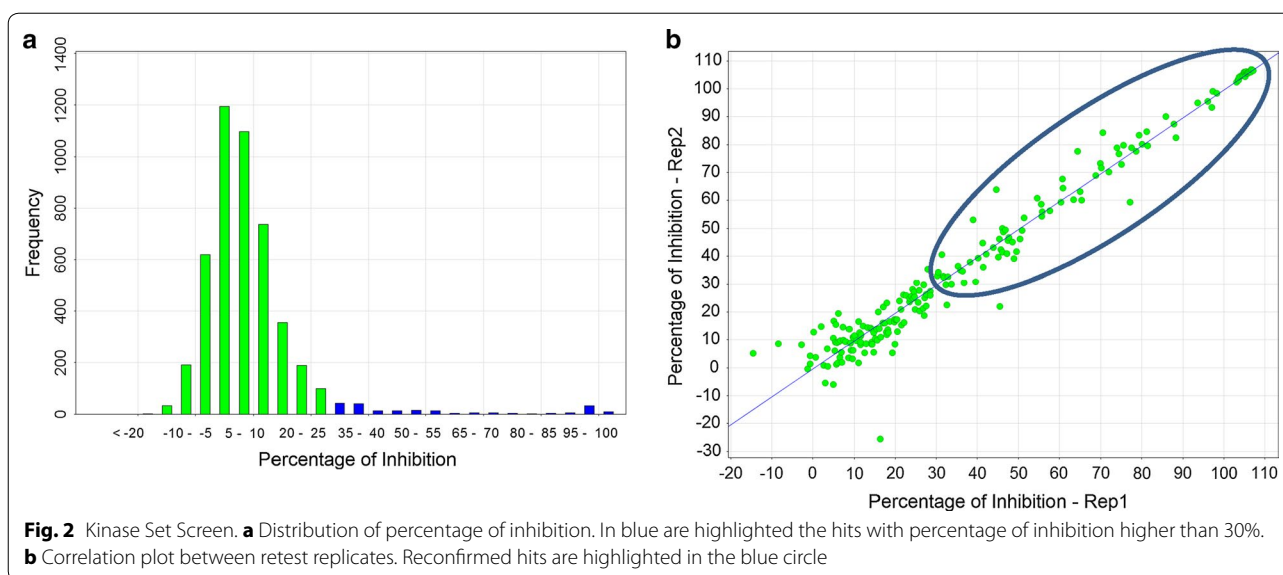 a
1400
1200
1000
800
600
400
200
0
Frequency
< -20 -10 - -5 5 - 10 20 - 25 35 - 40 50 - 55 65 - 70 80 - 85 95 - 100
Percentage of Inhibition
b
110
100
90
80
70
60
50
40
30
20
10
0
-10
-20
-30
Percentage of Inhibition - Rep2
-20 -10 0 10 20 30 40 50 60 70 80 90 100 110
Percentage of Inhibition - Rep1
Fig. 2 Kinase Set Screen. a Distribution of percentage of inhibition. In blue are highlighted the hits with percentage of inhibition higher than 30%.
b Correlation plot between retest replicates. Reconfirmed hits are highlighted in the blue circle